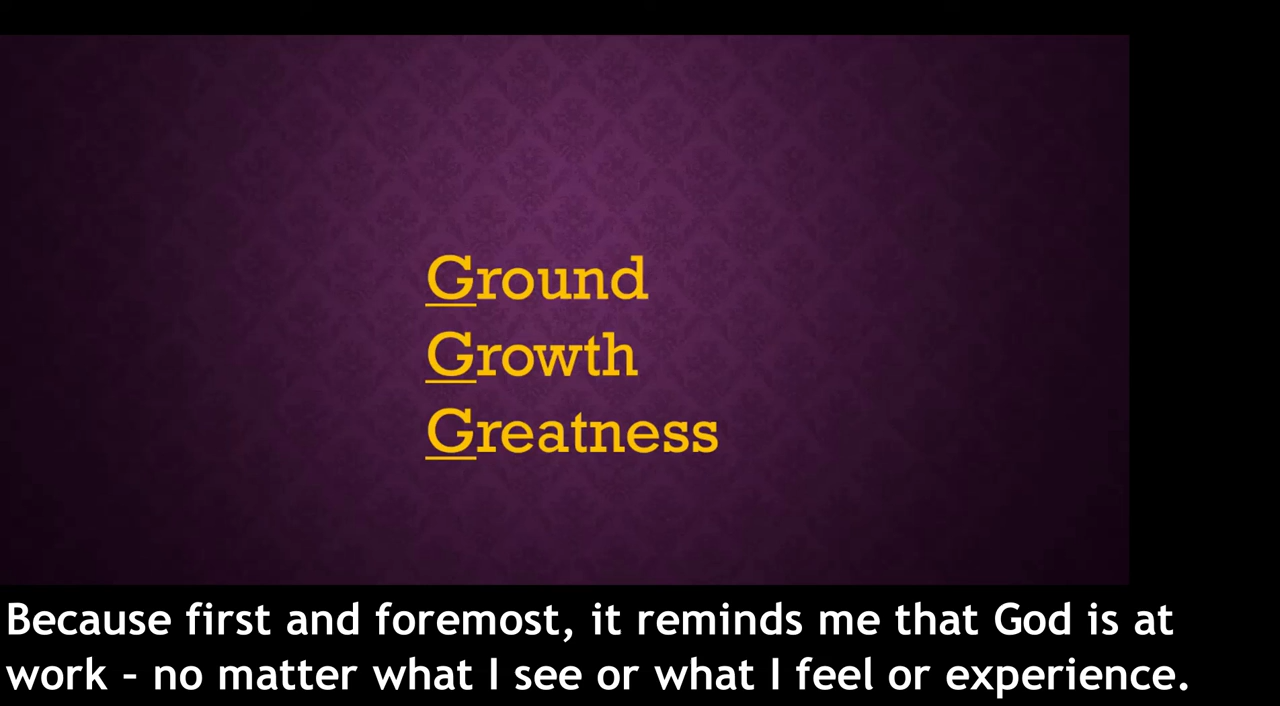 Ground
Growth
Greatness
Because first and foremost, it reminds me that God is at
work – no matter what I see or what I feel or experience.